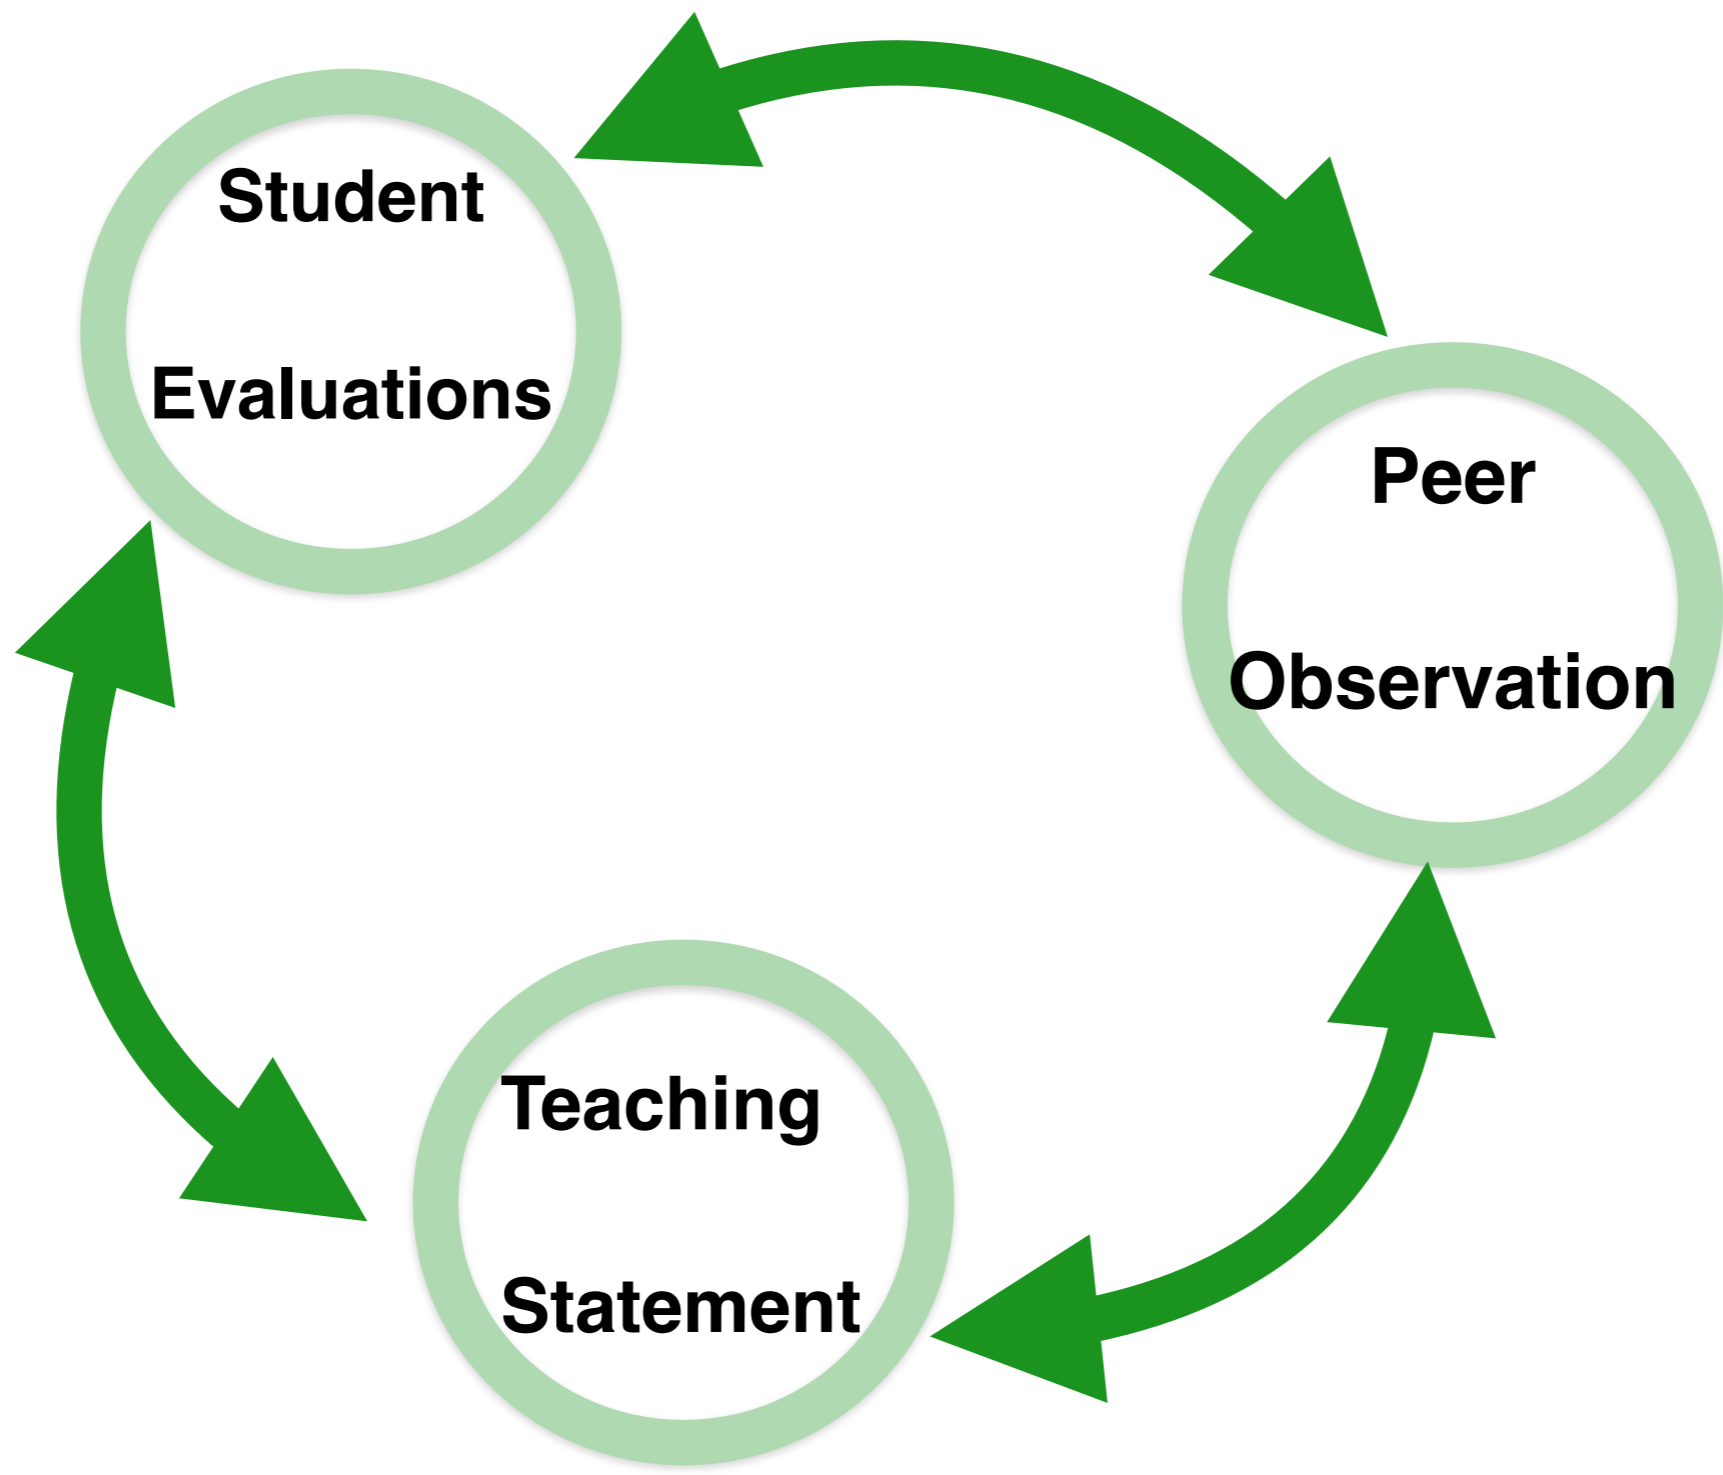 Student
Evaluations
Peer
Observation
Teaching
Statement